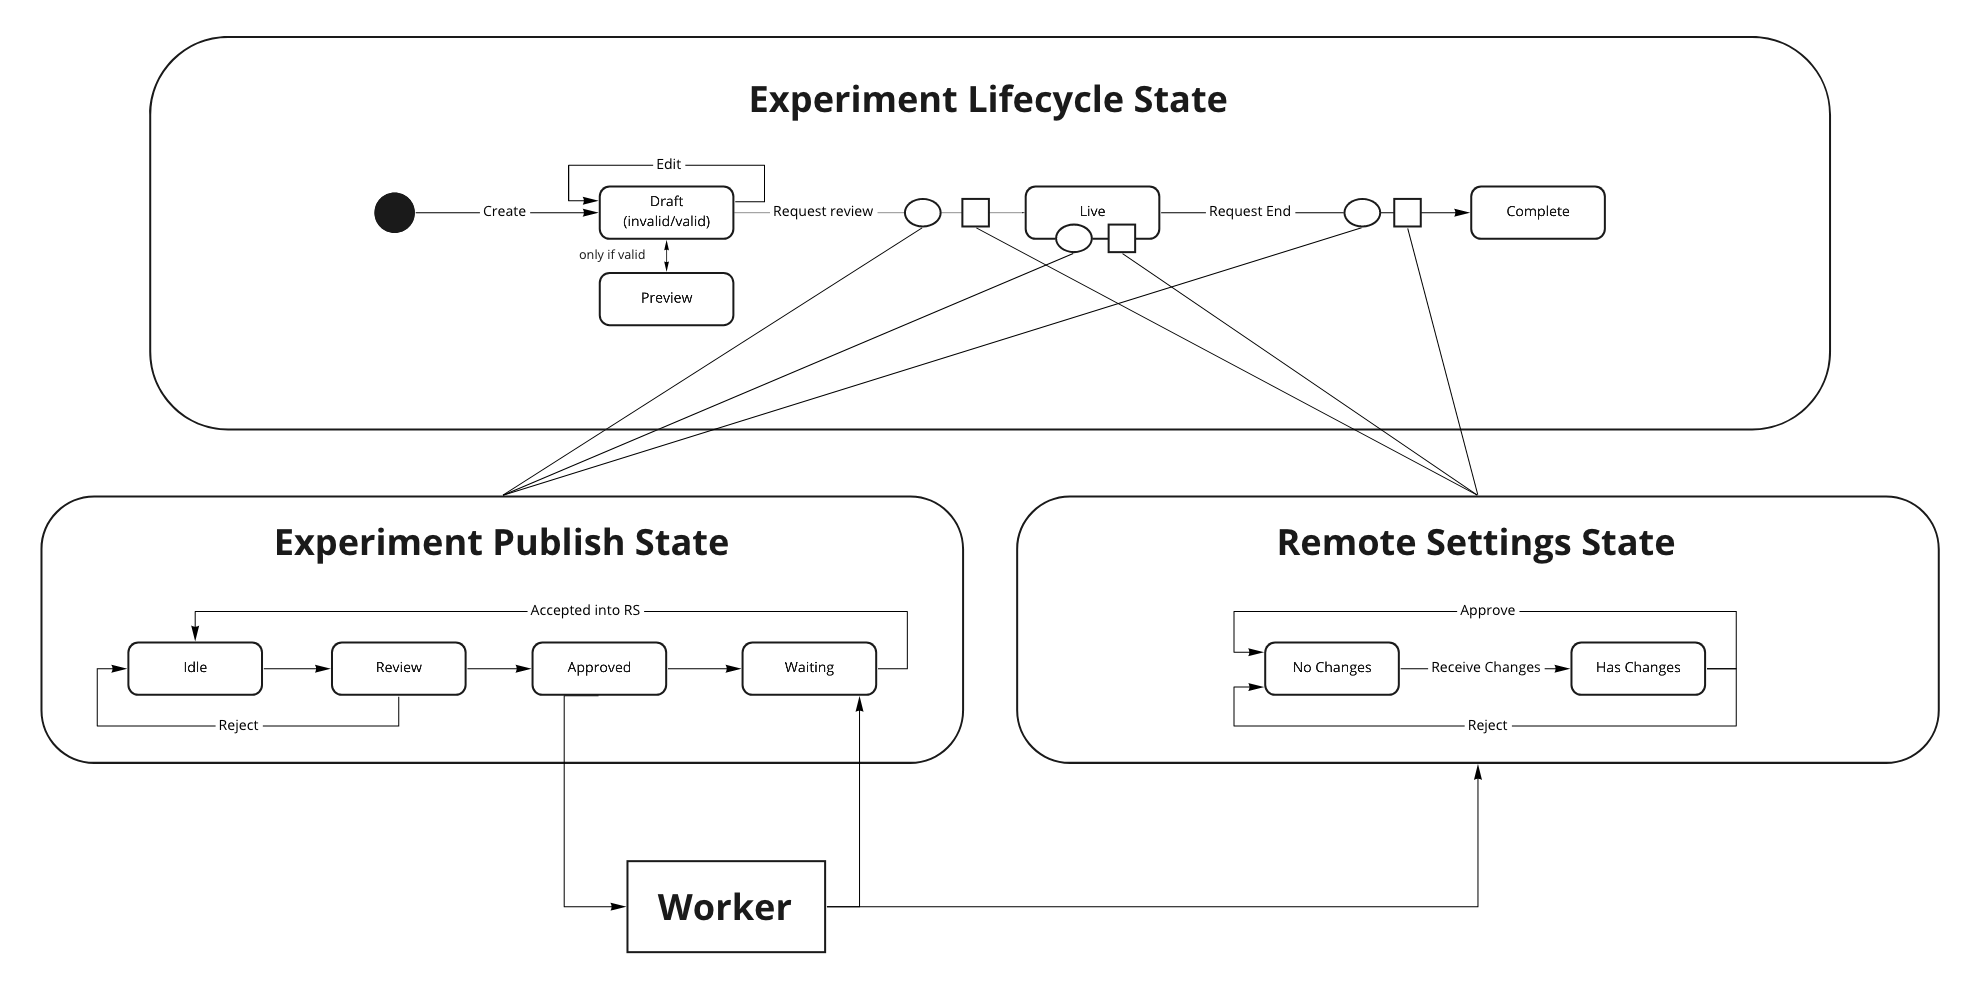 Experiment Lifecycle State
Edit
Create
Draft
(invalid/valid)
Request review
Live
Request End
Complete
only if valid
Preview
Experiment Publish State
Accepted into RS
Idle
Review
Approved
Waiting
Reject
Remote Settings State
Approve
No Changes
Receive Changes
Has Changes
Reject
Worker